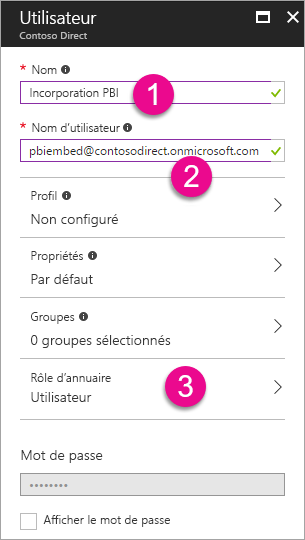 Utilisateur
Contoso Direct
* Nom
Incorporation PBI
1
* Nom d'utilisateur
pbiembed@contosodirect.onmicrosoft.com
2
Profil
Non configuré
Propriétés
Par défaut
Groupes
0 groupes sélectionnés
Rôle d'annuaire
Utilisateur
3
Mot de passe
••••••••
Afficher le mot de passe